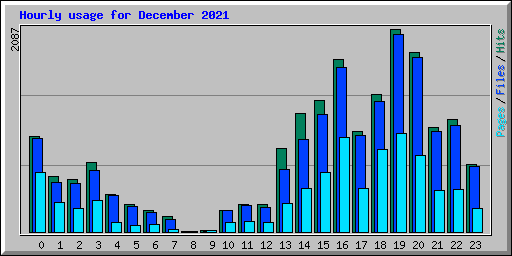 Hourly usage for December 2021
2087
Pages/Files/Hits
0 1 2 3 4 5 6 7 8 9 10 11 12 13 14 15 16 17 18 19 20 21 22 23